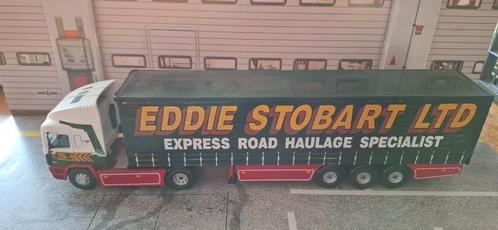 EDDIE STOBART LTD
EXPRESS ROAD HAULAGE SPECIALIST